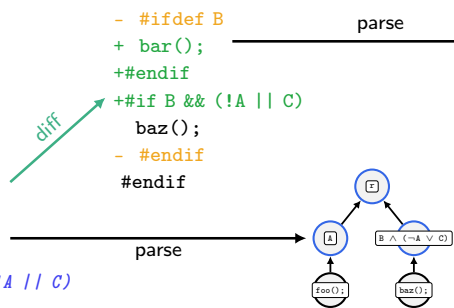 - #ifdef B
+ bar();
+#endif
+#if B && (!A || C)
baz();
- #endif
#endif
parse
diff
parse
r
A
B ∧ (¬A ∨ C)
foo();
baz();
A || C)